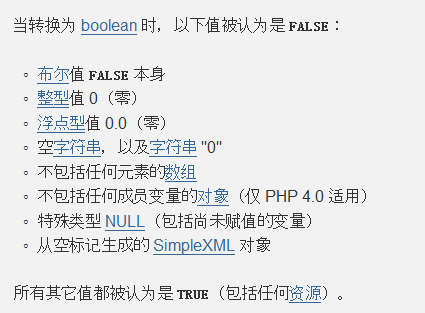 当转换为 boolean 时，以下值被认为是 FALSE：
布尔值 FALSE 本身
整型值 0（零）
浮点型值 0.0（零）
空字符串，以及字符串 "0"
不包括任何元素的数组
不包括任何成员变量的对象（仅 PHP 4.0 适用）
特殊类型 NULL（包括尚未赋值的变量）
从空标记生成的 SimpleXML 对象
所有其它值都被认为是 TRUE（包括任何资源）。